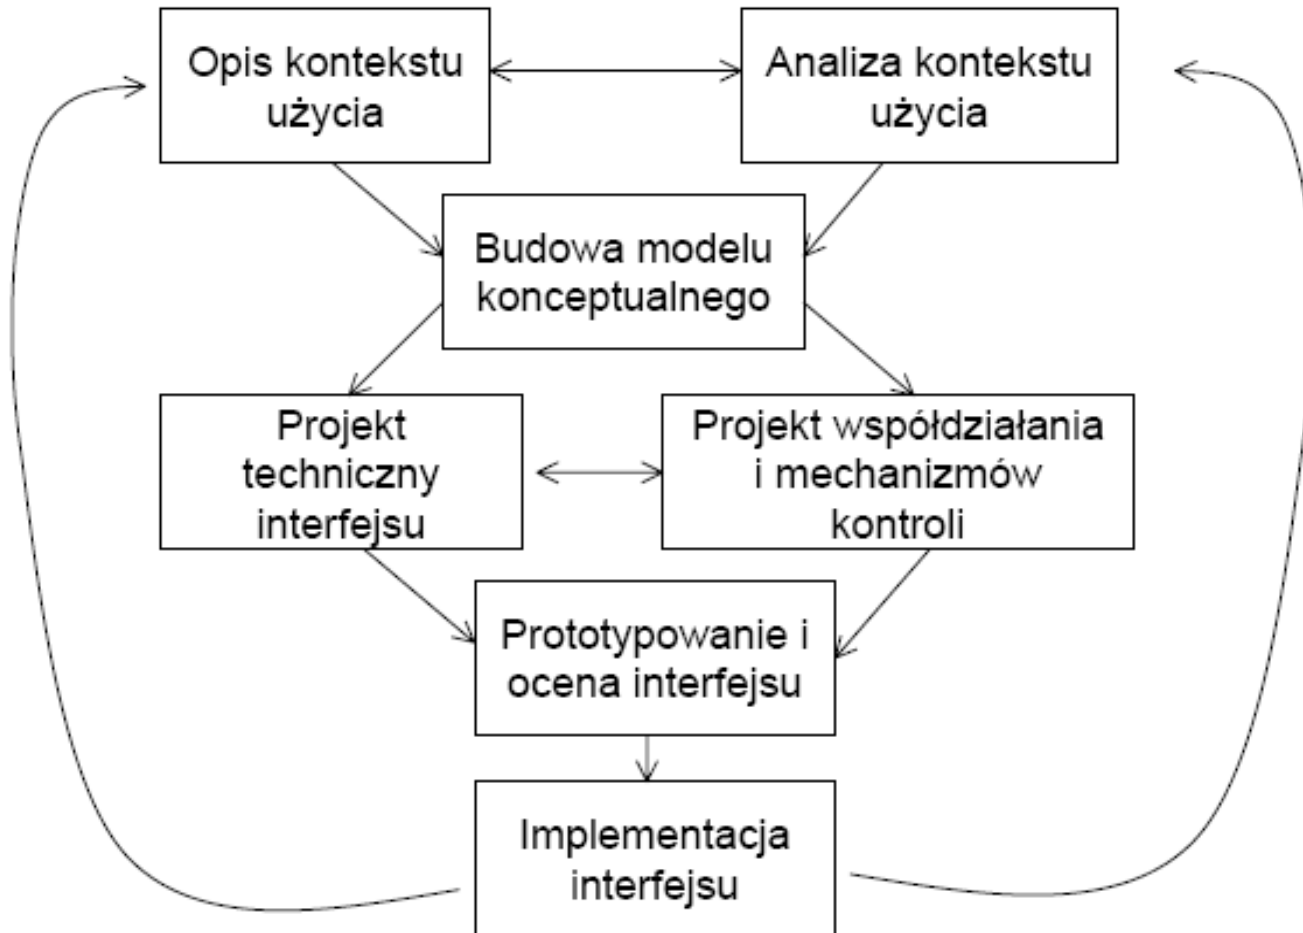 Opis kontekstu
użycia
Analiza kontekstu
użycia
Budowa modelu
konceptualnego
Projekt
techniczny
interfejsu
Projekt współdziałania
i mechanizmów
kontroli
Prototypowanie i
ocena interfejsu
Implementacja
interfejsu